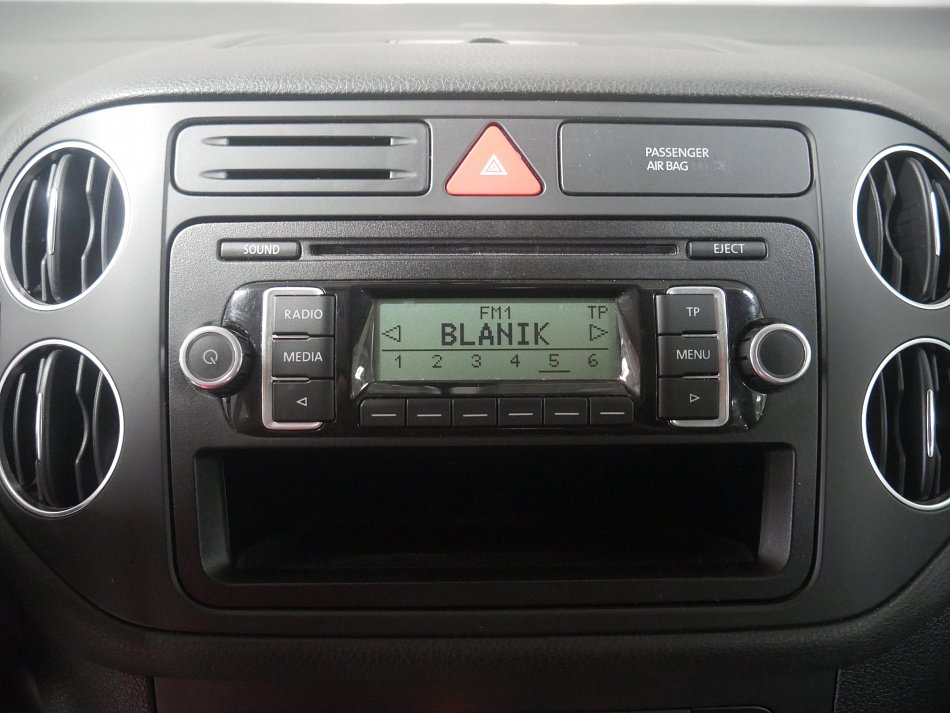 PASSENGER
AIR BAG
SOUND
EJECT
RADIO
FM1
TP
TP
BLANIK
MEDIA
MENU
1 2 3 4 5 6